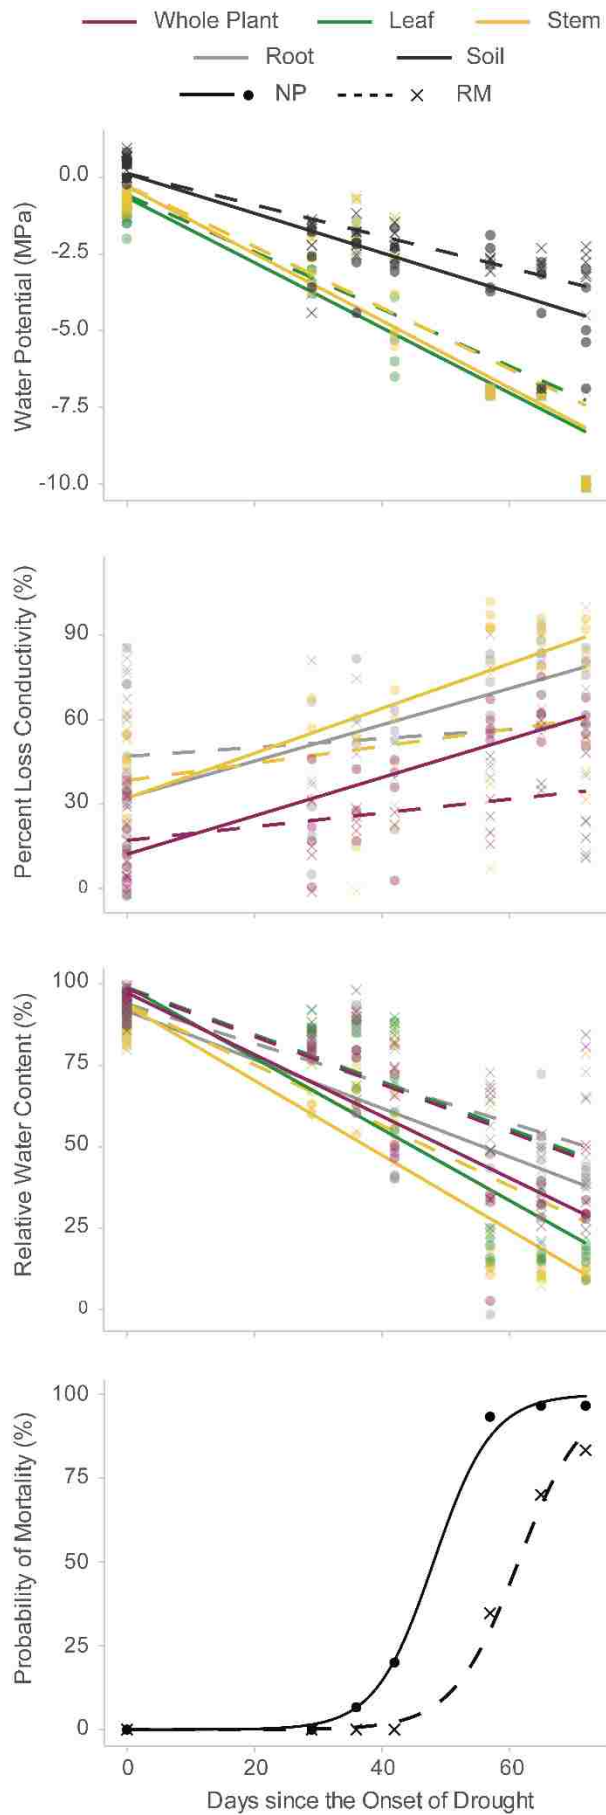 Whole Plant Leaf Stem
Root Soil
NP RM
Water Potential (MPa)
0.0
-2.5
-5.0
-7.5
-10.0
Percent Loss Conductivity (%)
90
60
30
0
Relative Water Content (%)
100
75
50
25
0
Probability of Mortality (%)
100
75
50
25
0
0 20 40 60
Days since the Onset of Drought